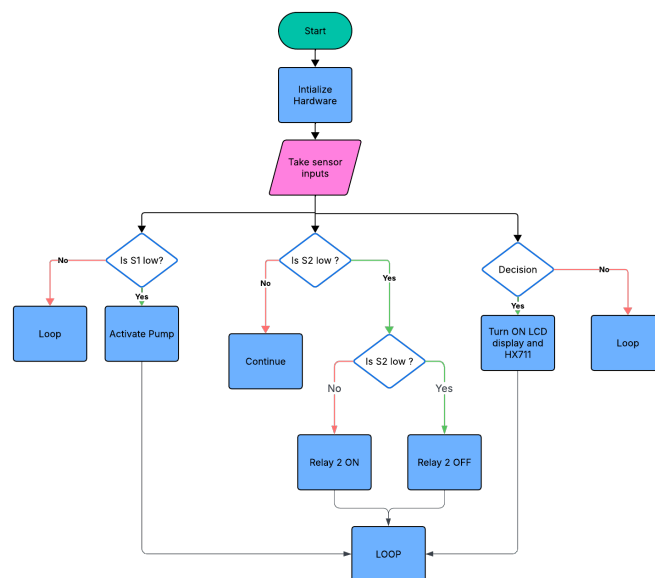 Start
Intialize
Hardware
Take sensor
inputs
Is S1 low?
Is S2 low ?
Decision
No
Yes
No
Yes
No
Yes
Loop
Activate Pump
Continue
Is S2 low ?
Turn ON LCD
display and
HX711
Loop
No
Yes
Relay 2 ON
Relay 2 OFF
LOOP